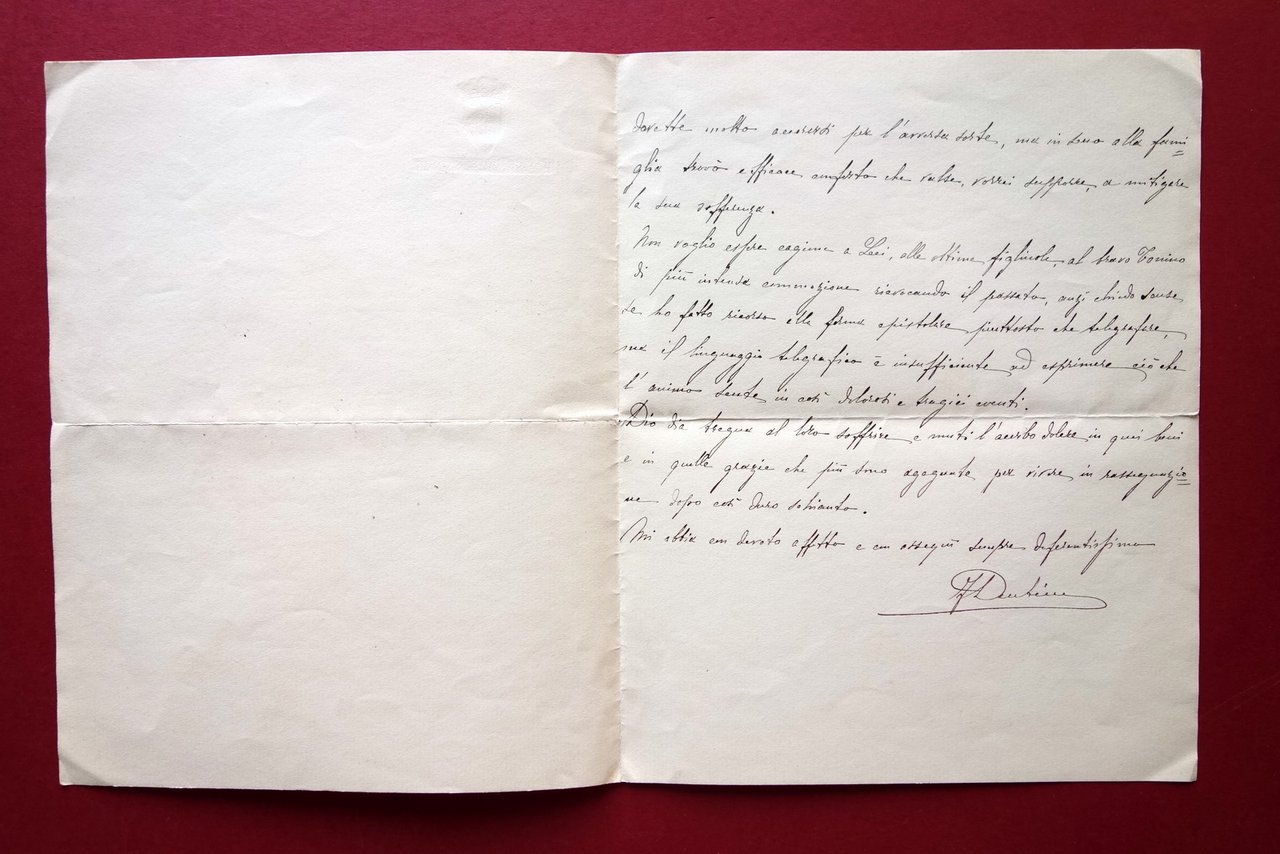 dovette molto accorarsi per l'avversa sorte, ma in seno alla fami=
glia trovò efficace conforto che valse, vorrei supporre, a mitigare
la sua sofferenza.
Non voglio essere cagione a Lei, alle ottime figliuole, al bravo Tonino
di più intensa commozione rievocando il passato, anzi chiedo scusa
se ho fatto ricorso alla forma epistolare piuttosto che telegrafare,
ma il linguaggio telegrafico è insufficiente ad esprimere ciò che
l'animo sente in così dolorosi e tragici eventi.
Dio dia tregua al loro soffrire e muti l'acerbo dolore in quei beni
e in quelle grazie che più sono agognate per vivere in rassegnazio=
ne dopo così duro schianto.
Mi abbia con devoto affetto e con ossequi sempre deferentissimo